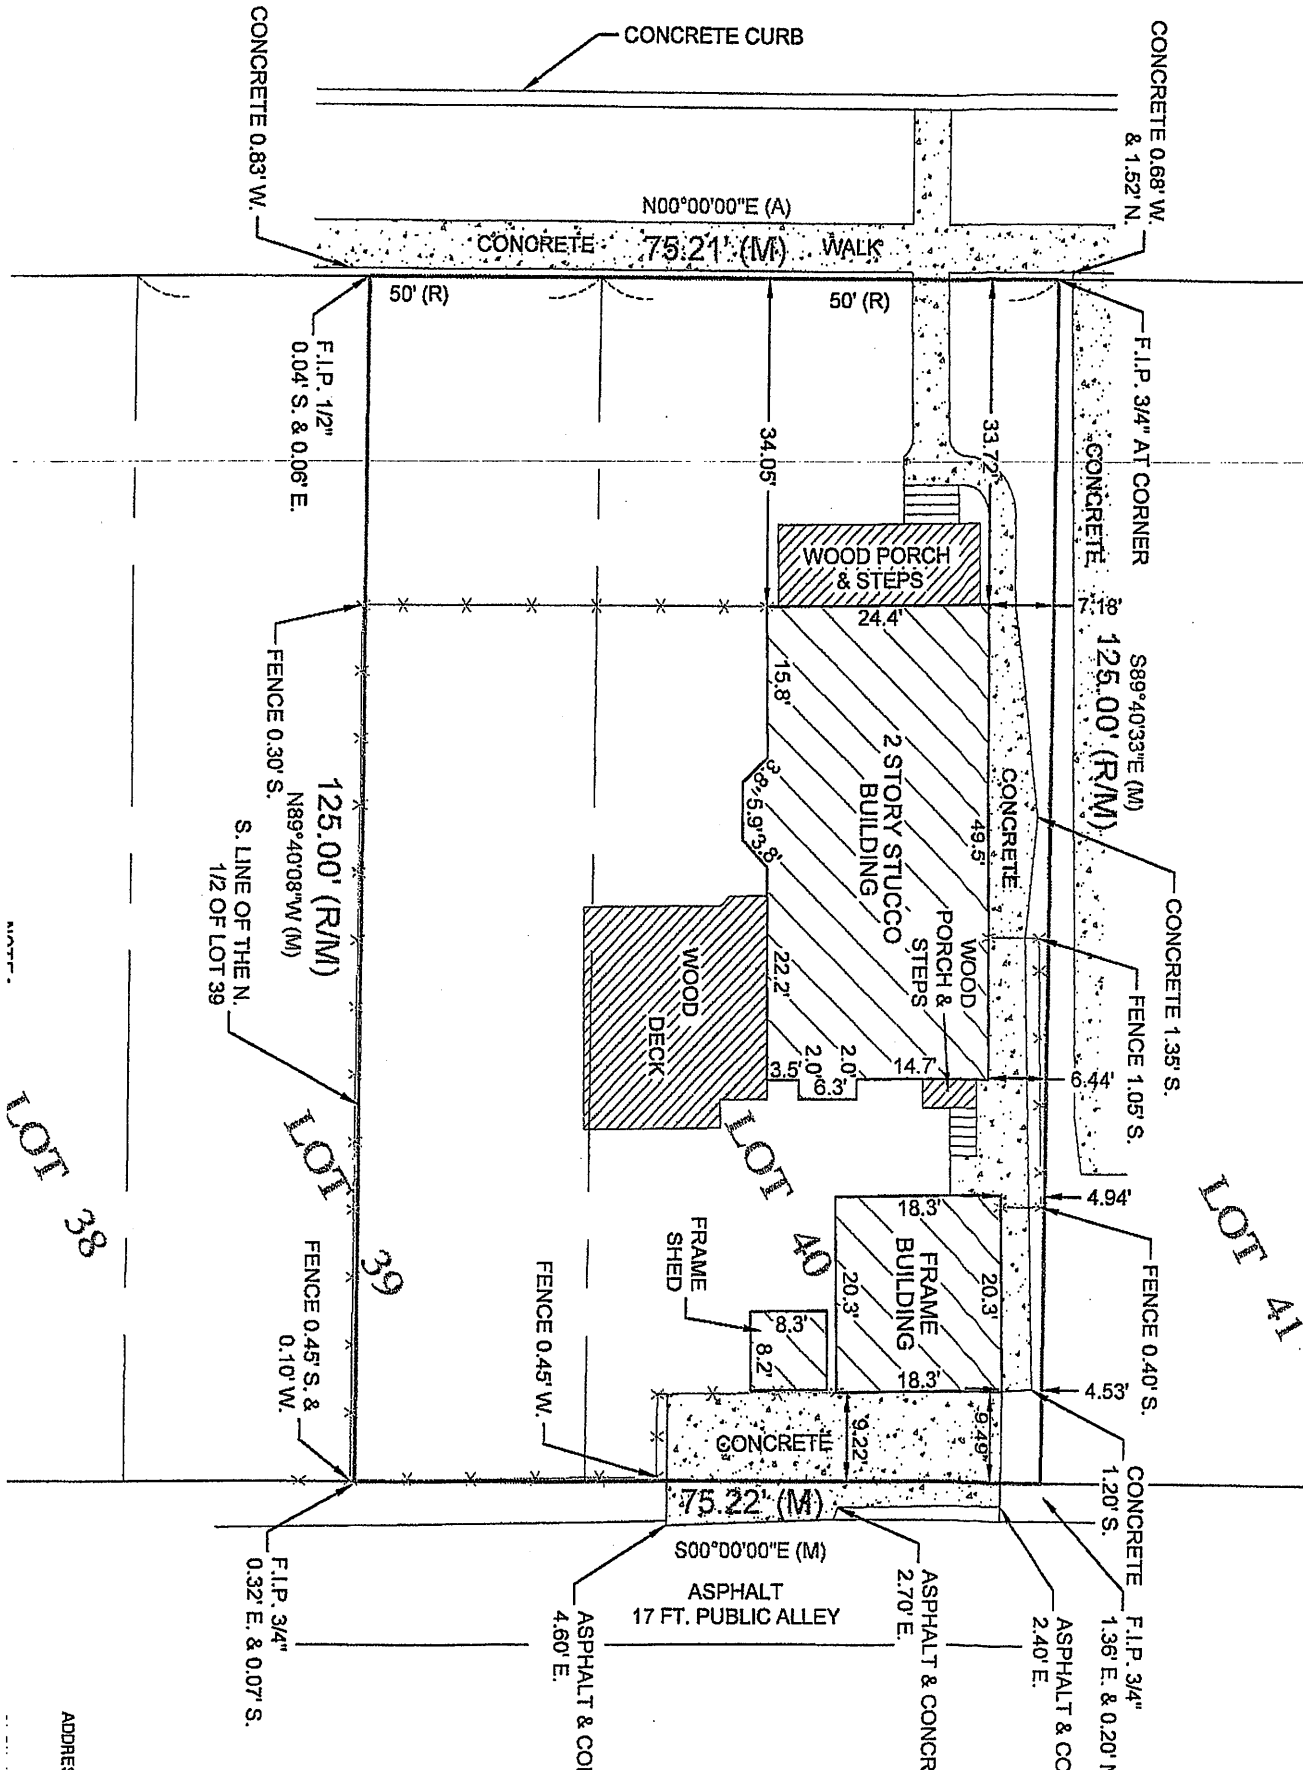 CONCRETE CURB
CONCRETE 0.83' W.
CONCRETE 0.68' W.
& 1.52' N.
N00°00'00"E (A)
CONCRETE 75.21' (M) WALK
50' (R)
50' (R)
F.I.P. 1/2"
0.04' S. & 0.06' E.
F.I.P. 3/4" AT CORNER
CONCRETE
34.05'
33.72'
WOOD PORCH
& STEPS
24.4'
7.18'
S89°40'33"E (M)
125.00' (R/M)
FENCE 0.30' S.
125.00' (R/M)
N89°40'08"W (M)
S. LINE OF THE N.
1/2 OF LOT 39
15.8'
3.8'
5.9'
3.8'
2 STORY STUCCO
BUILDING
49.5'
CONCRETE
CONCRETE 1.35' S.
FENCE 1.05' S.
WOOD
PORCH &
STEPS
WOOD
DECK
22.2'
3.5'
2.0'
6.3'
2.0'
14.7'
6.44'
LOT 38
LOT 39
LOT 40
LOT 41
4.94'
18.3'
FRAME
BUILDING
20.3'
20.3'
18.3'
FRAME
SHED
8.3'
8.2'
FENCE 0.40' S.
4.53'
FENCE 0.45' S. &
0.10' W.
FENCE 0.45' W.
CONCRETE
9.22'
9.49'
CONCRETE
1.20' S.
75.22' (M)
S00°00'00"E (M)
ASPHALT
17 FT. PUBLIC ALLEY
F.I.P. 3/4"
0.32' E. & 0.07' S.
ASPHALT & CO
4.60' E.
ASPHALT & CONCR
2.70' E.
ASPHALT & CO
2.40' E.
F.I.P. 3/4"
1.36' E. & 0.20' N
ADDRES